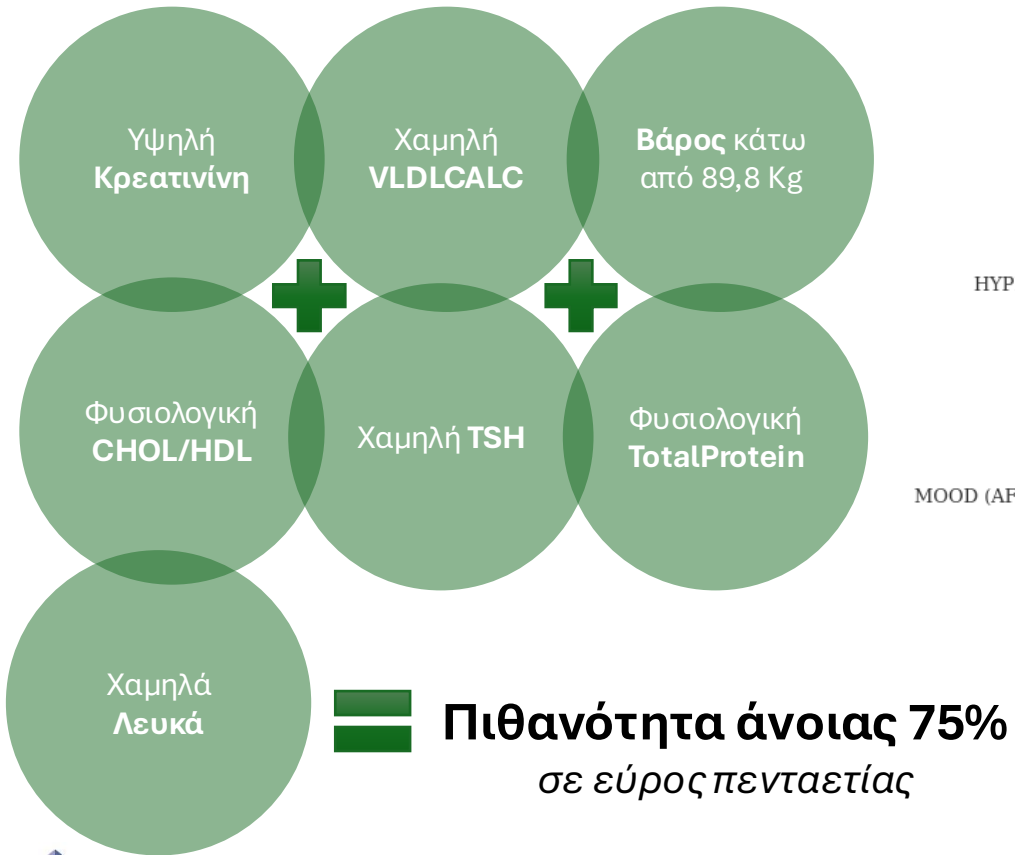 Υψηλή
Κρεατινίνη
Χαμηλή
VLDLCALC
Βάρος κάτω
από 89,8 Kg
HYP
Φυσιολογική
CHOL/HDL
Χαμηλή TSH
Φυσιολογική
TotalProtein
MOOD (AF
Χαμηλά
Λευκά
Πιθανότητα άνοιας 75%
σε εύρος πενταετίας